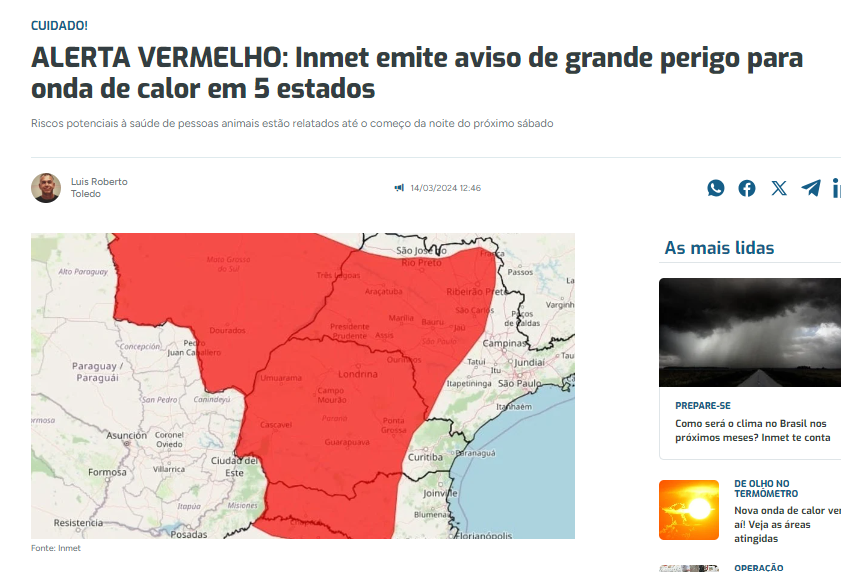 CUIDADO!
ALERTA VERMELHO: Inmet emite aviso de grande perigo para
onda de calor em 5 estados
Riscos potenciais à saúde de pessoas animais estão relatados até o começo da noite do próximo sábado
Luis Roberto
Toledo
14/03/2024 12:46
As mais lidas
Alto Paraguay
Mato Grosso
do Sul
Três Lagoas
São José do
Rio Preto
Franca
Passos
Araçatuba
Ribeirão Preto
São Carlos
Varginh
Poços
de Caldas
Marília
Bauru
Jaú
Dourados
Presidente
Prudente
Assis
São Paulo
Campinas
Concepción
Pedro
Juan Caballero
Ourinhos
Tatuí
Jundiaí
Tau
Itu
Paraguay /
Paraguái
Umuarama
Londrina
Itapetininga
São Paulo
San Pedro
Canindeyú
Campo
Mourão
Itanhaém
Asunción
Coronel
Oviedo
Cascavel
Paraná
Ponta
Grossa
Guarapuava
Formosa
Villarrica
Ciudad del
Este
Curitiba
Paranaguá
Itapúa
Misiones
Joinville
Resistencia
Posadas
Blumenau
Florianópolis
Fonte: Inmet
PREPARE-SE
Como será o clima no Brasil nos
próximos meses? Inmet te conta
DE OLHO NO
TERMÔMETRO
Nova onda de calor ve
aí! Veja as áreas
atingidas
OPERAÇÃO